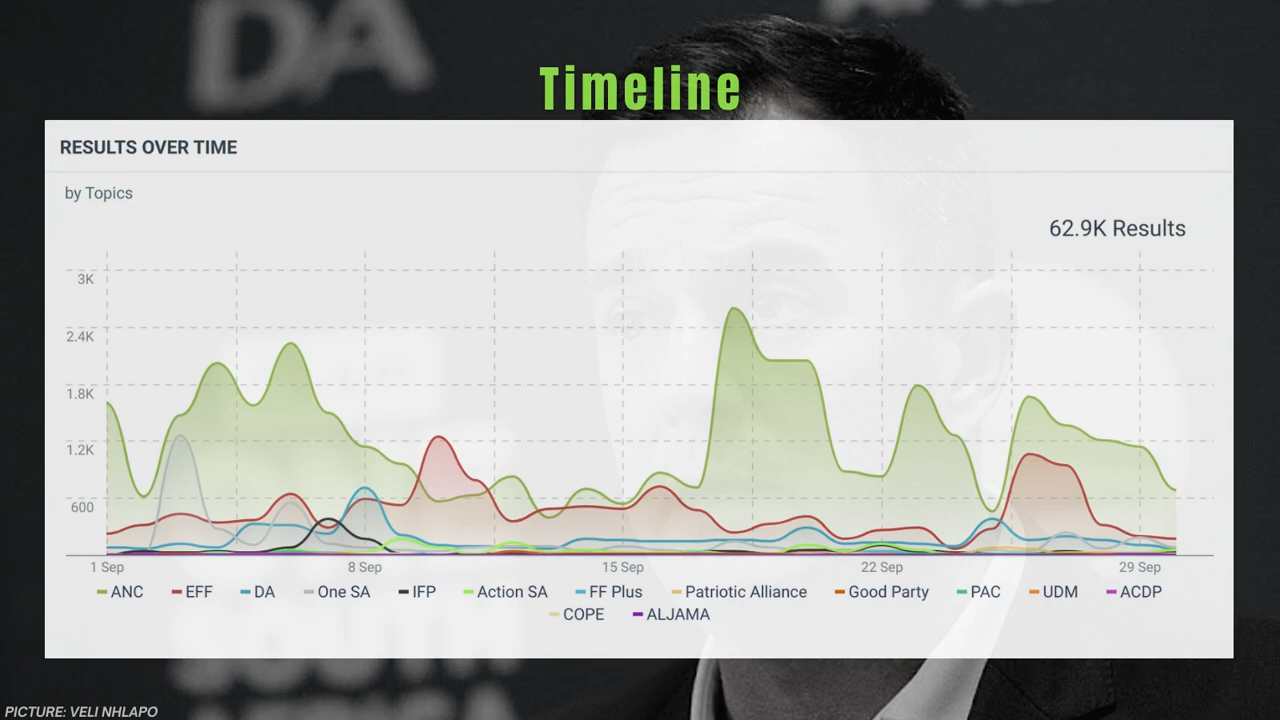 DA
Timeline
RESULTS OVER TIME
by Topics
62.9K Results
3K
2.4K
1.8K
1.2K
600
1 Sep 8 Sep 15 Sep 22 Sep 29 Sep
ANC EFF DA One SA IFP Action SA FF Plus Patriotic Alliance Good Party PAC UDM ACDP
COPE ALJAMA
PICTURE: VELI NHLAPO